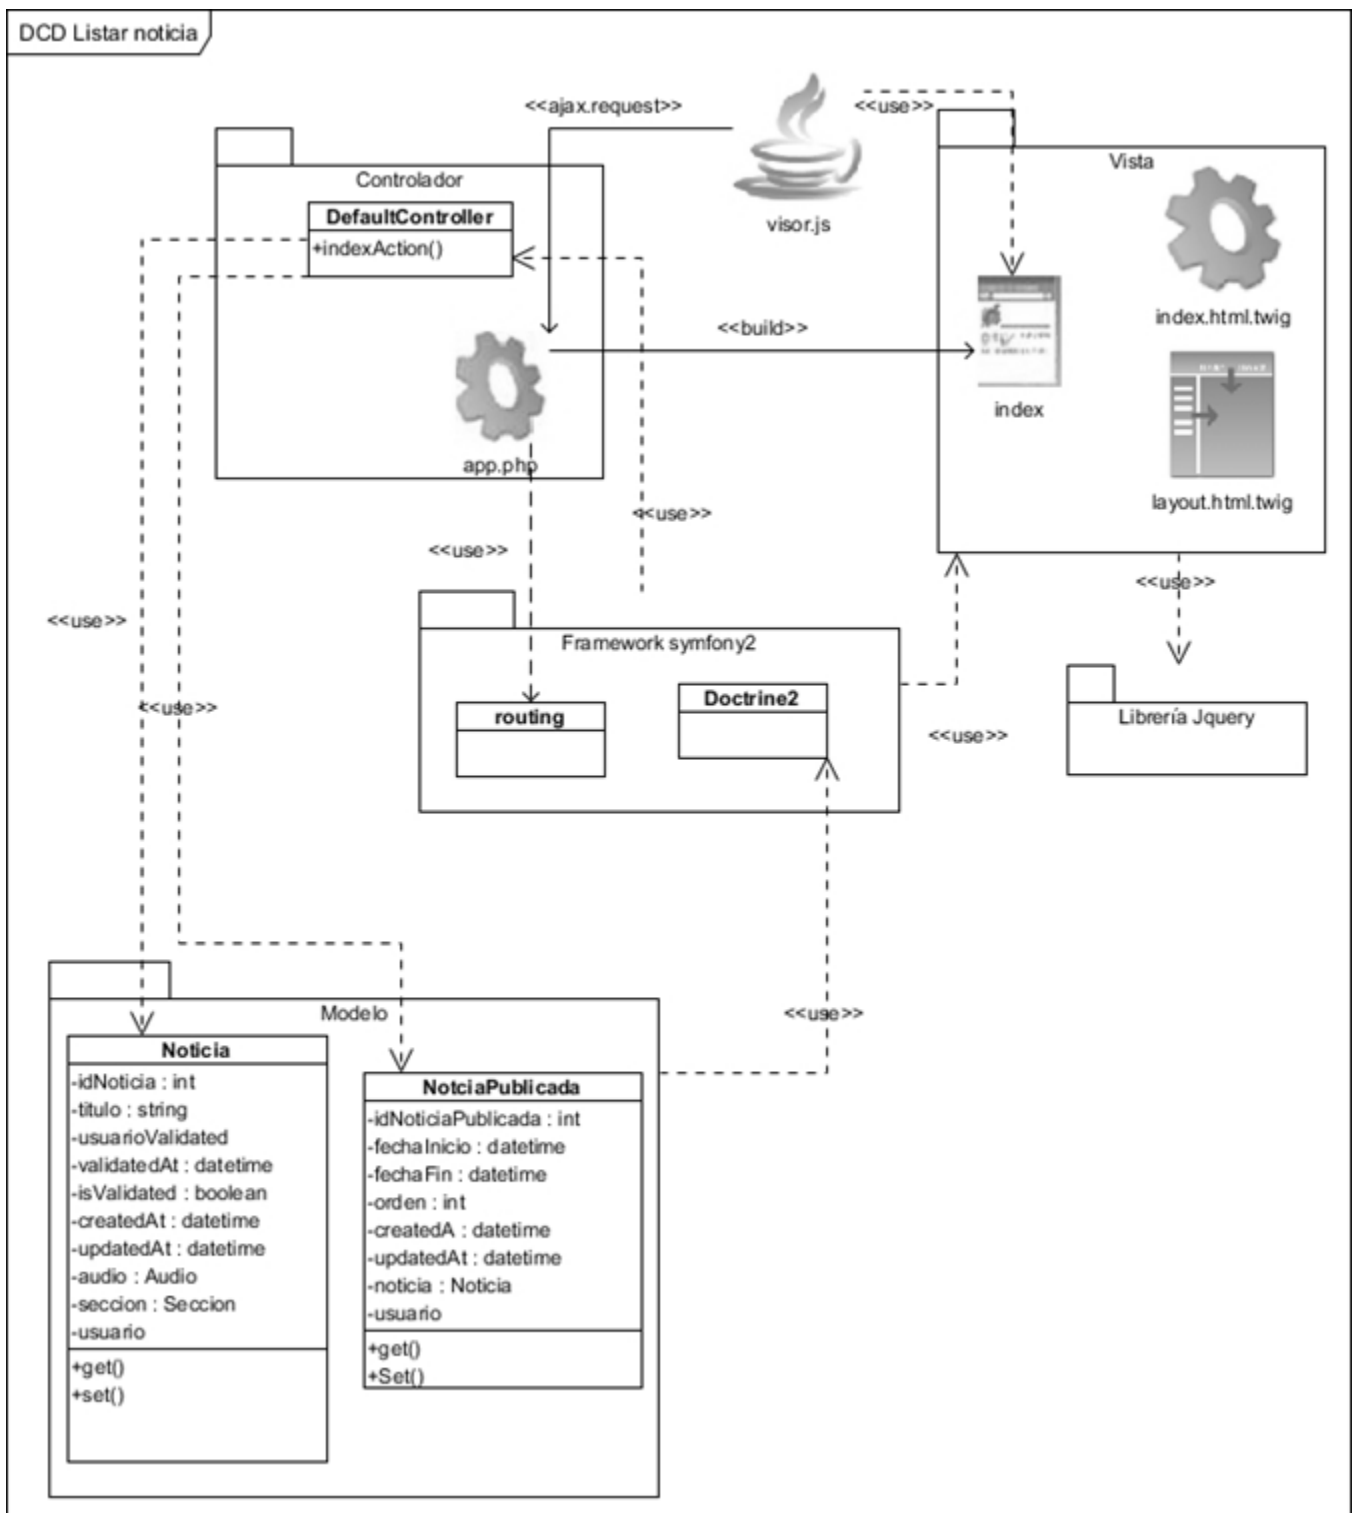 DCD Listar noticia
<<ajax.request>>
<<use>>
visor.js
Controlador
DefaultController
+indexAction()
app.php
<<build>>
Vista
index.html.twig
index
layout.html.twig
<<use>>
<<use>>
<<use>>
<<use>>
<<use>>
<<use>>
Framework symfony2
routing
Doctrine2
Librería Jquery
<<use>>
Modelo
Noticia
-idNoticia : int
-titulo : string
-usuarioValidated
-validatedAt : datetime
-isValidated : boolean
-createdAt : datetime
-updatedAt : datetime
-audio : Audio
-seccion : Seccion
-usuario
+get()
+set()
NotciaPublicada
-idNoticiaPublicada : int
-fechaInicio : datetime
-fechaFin : datetime
-orden : int
-createdA : datetime
-updatedAt : datetime
-noticia : Noticia
-usuario
+get()
+Set()